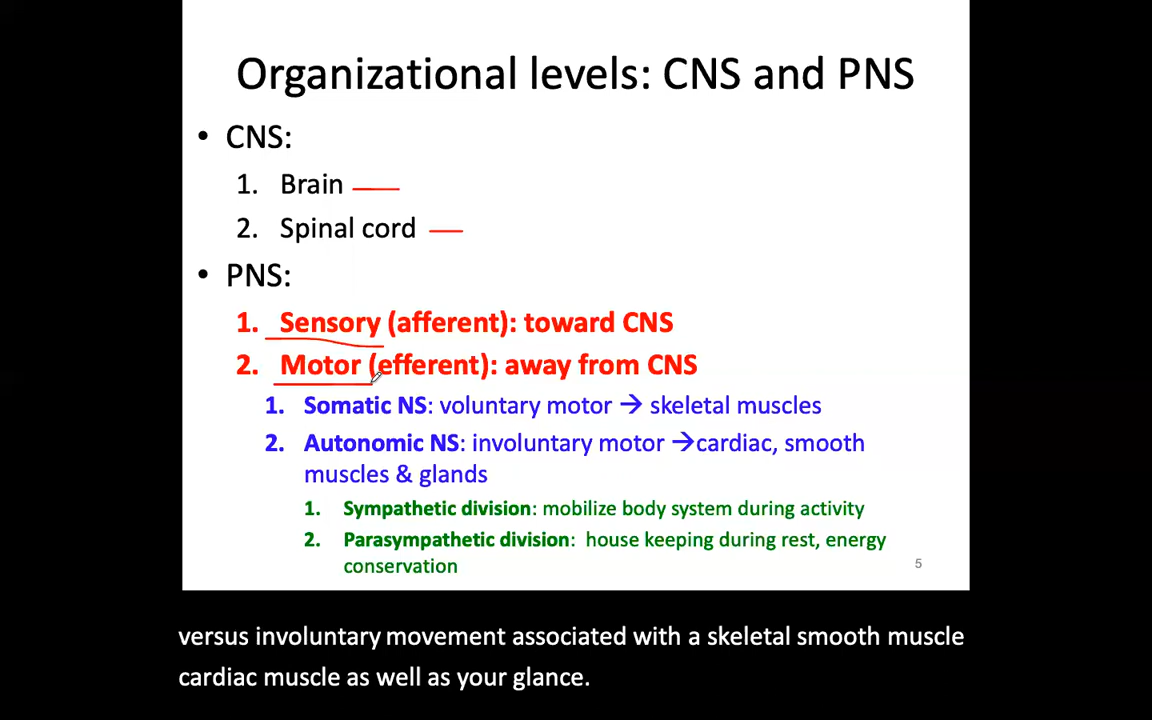 Organizational levels: CNS and PNS
• CNS:
1. Brain
2. Spinal cord
• PNS:
1. Sensory (afferent): toward CNS
2. Motor (efferent): away from CNS
1. Somatic NS: voluntary motor → skeletal muscles
2. Autonomic NS: involuntary motor →cardiac, smooth
muscles & glands
1. Sympathetic division: mobilize body system during activity
2. Parasympathetic division: house keeping during rest, energy
conservation
5
versus involuntary movement associated with a skeletal smooth muscle
cardiac muscle as well as your glance.